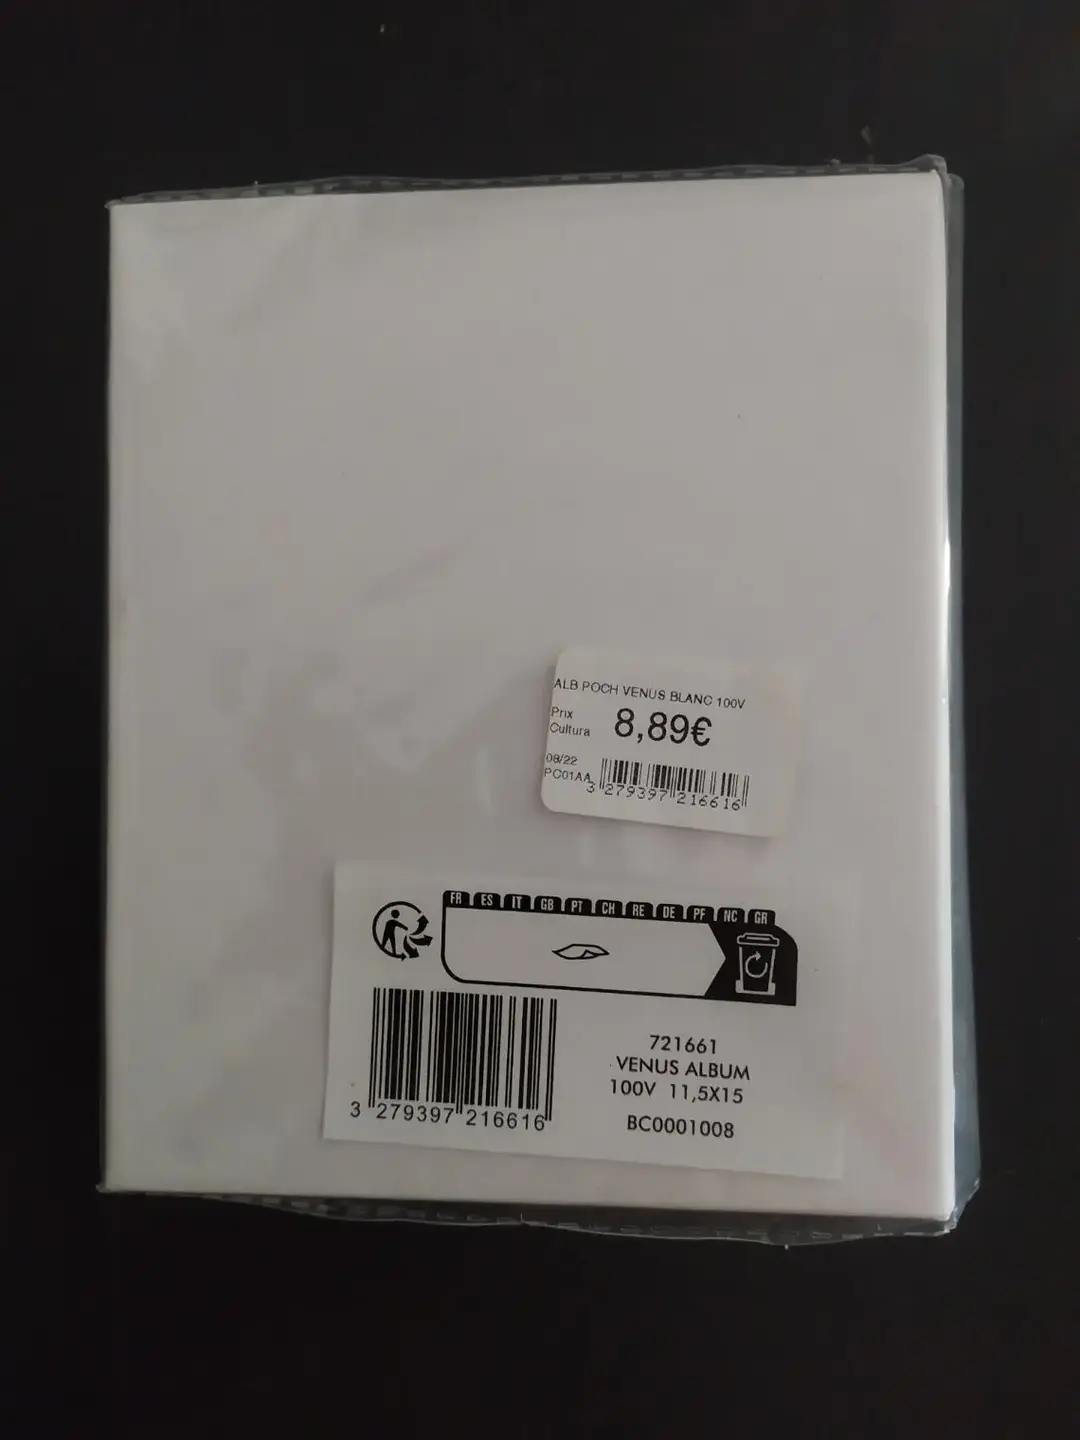 ALB POCH VENUS BLANC 100V
Prix
Cultura
8,89€
08/22
PC01AA
3 279397 216616
FR ES IT GB PT CH RE DE PF NC GR
3 279397 216616
721661
VENUS ALBUM
100V 11,5X15
BC0001008